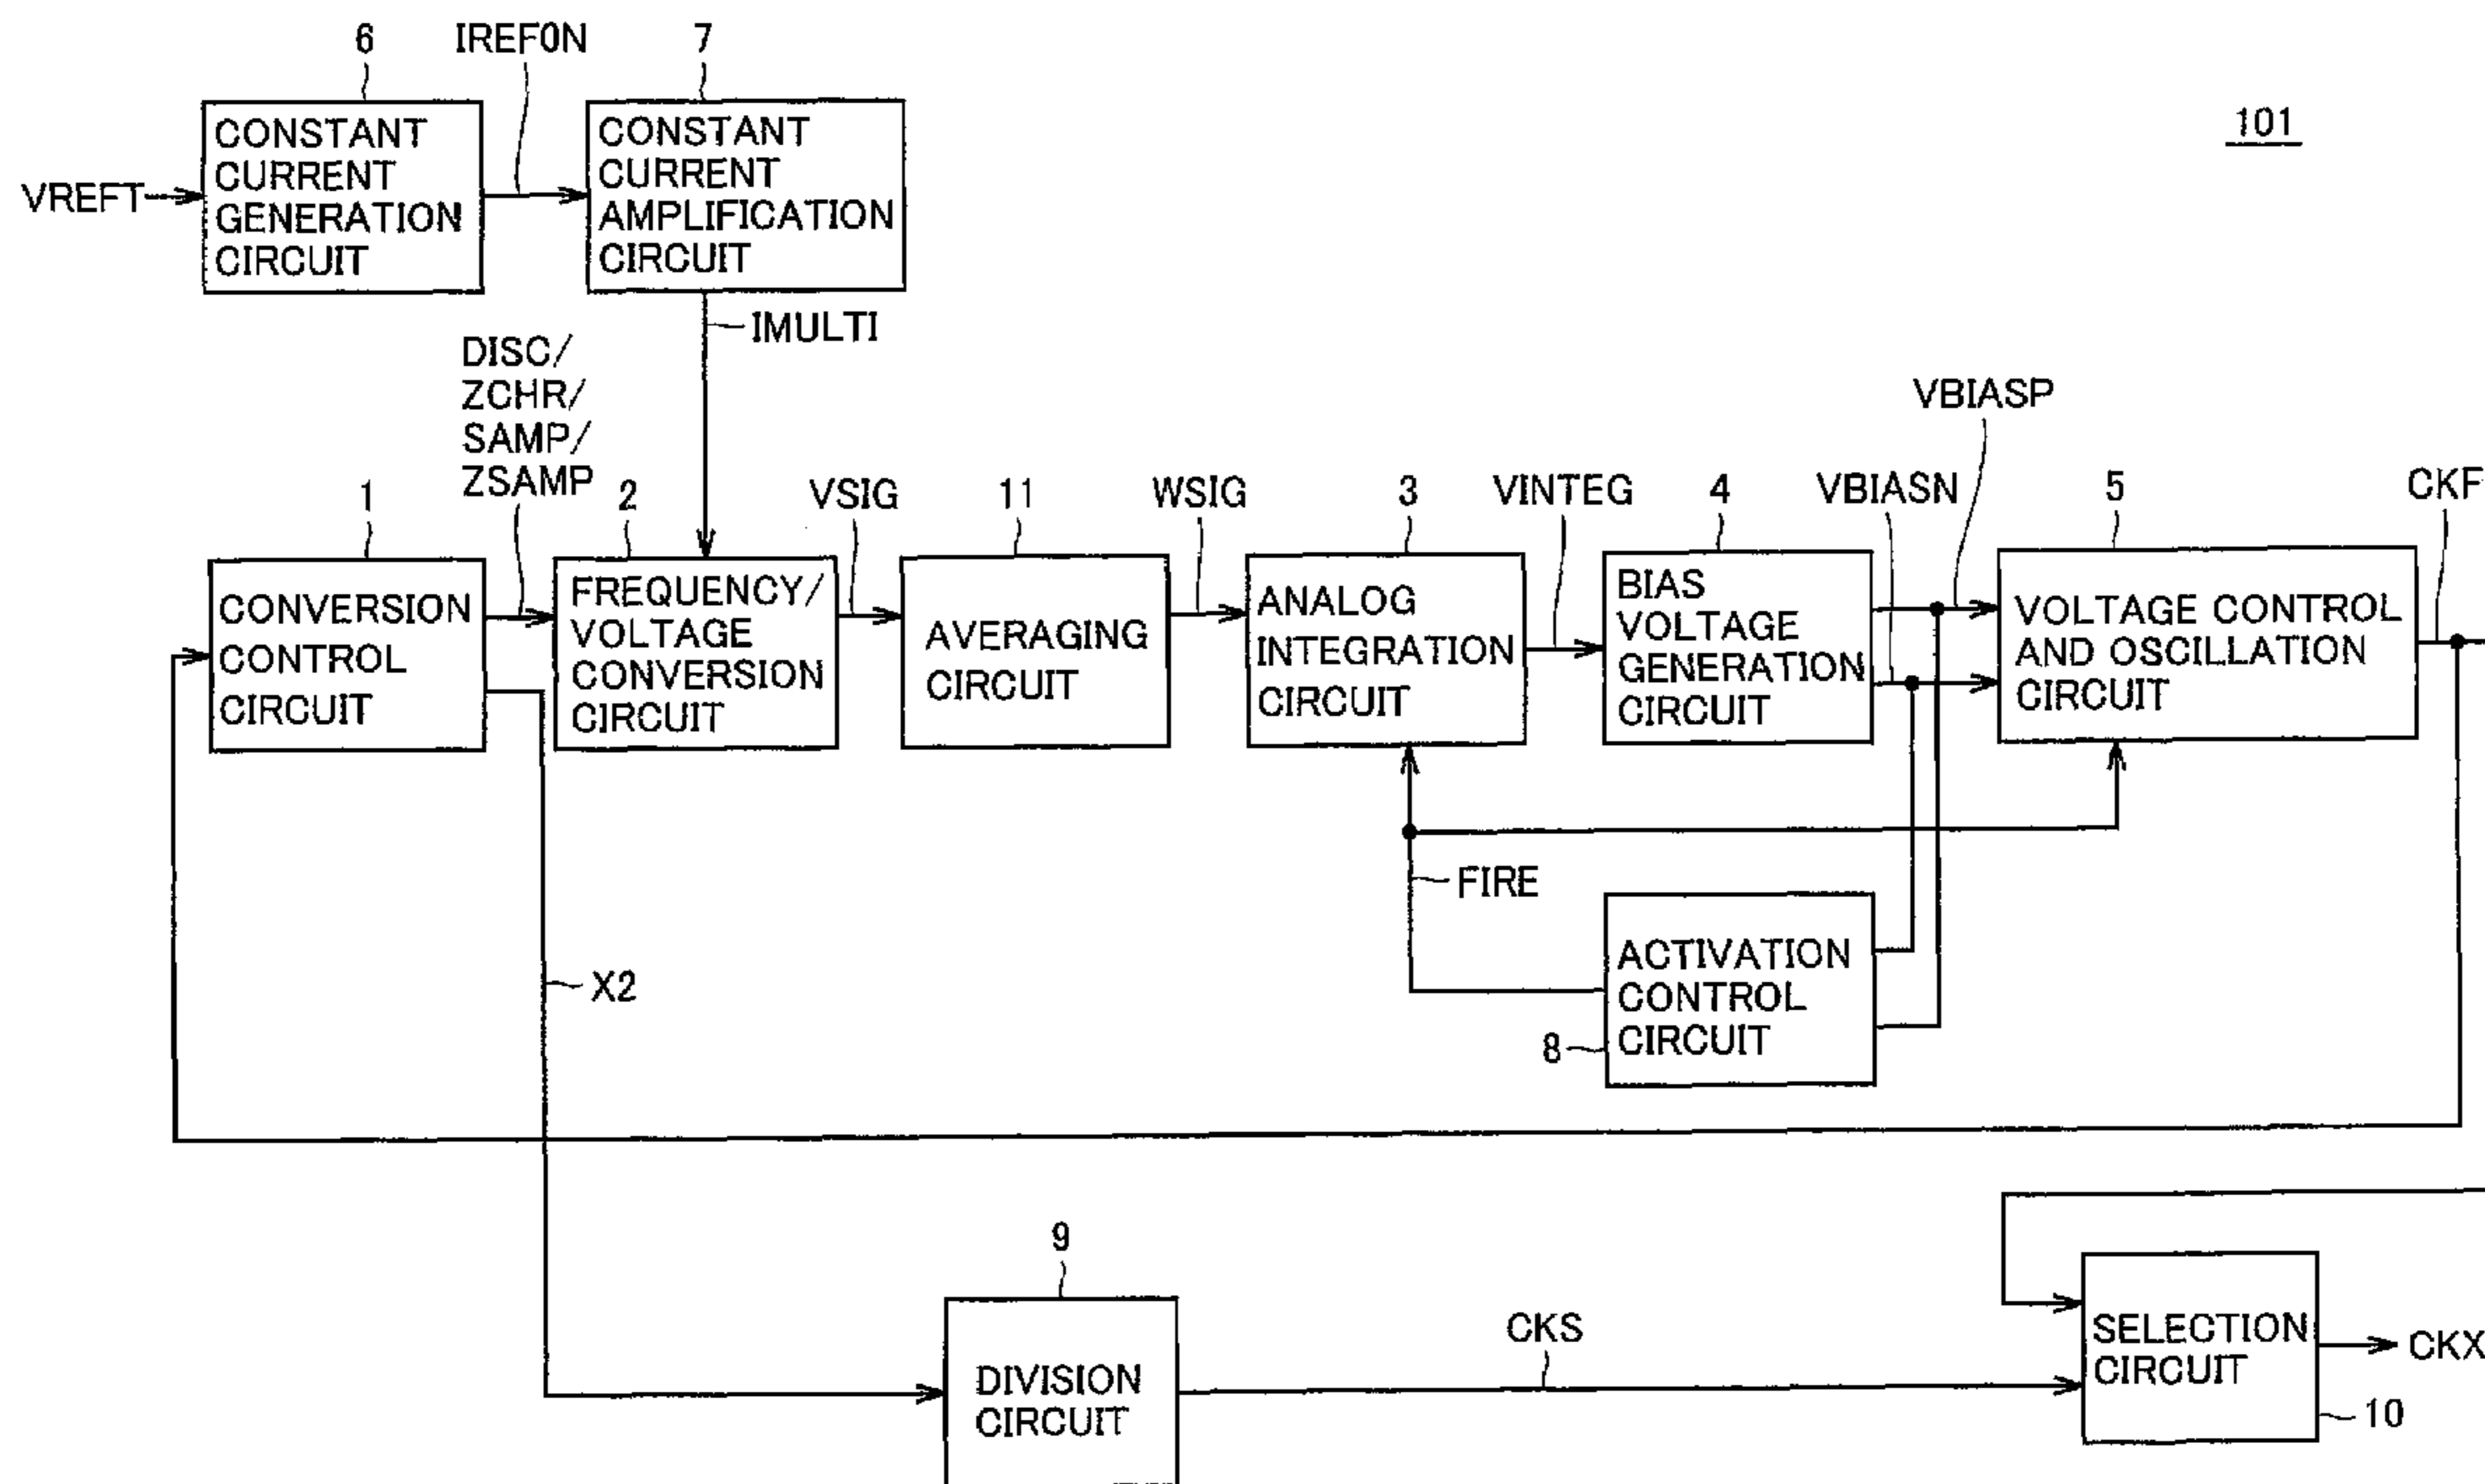 6
IREF0N
7
101
CONSTANT
CURRENT
GENERATION
CIRCUIT
CONSTANT
CURRENT
AMPLIFICATION
CIRCUIT
VREFT
IMULTI
DISC/
ZCHR/
SAMP/
ZSAMP
VBIASP
1
2
VSIG
11
WSIG
3
VINTEG
4
VBIASN
5
CKF
CONVERSION
CONTROL
CIRCUIT
FREQUENCY/
VOLTAGE
CONVERSION
CIRCUIT
AVERAGING
CIRCUIT
ANALOG
INTEGRATION
CIRCUIT
BIAS
VOLTAGE
GENERATION
CIRCUIT
VOLTAGE CONTROL
AND OSCILLATION
CIRCUIT
FIRE
X2
ACTIVATION
CONTROL
CIRCUIT
8
9
CKS
DIVISION
CIRCUIT
SELECTION
CIRCUIT
CKX
10